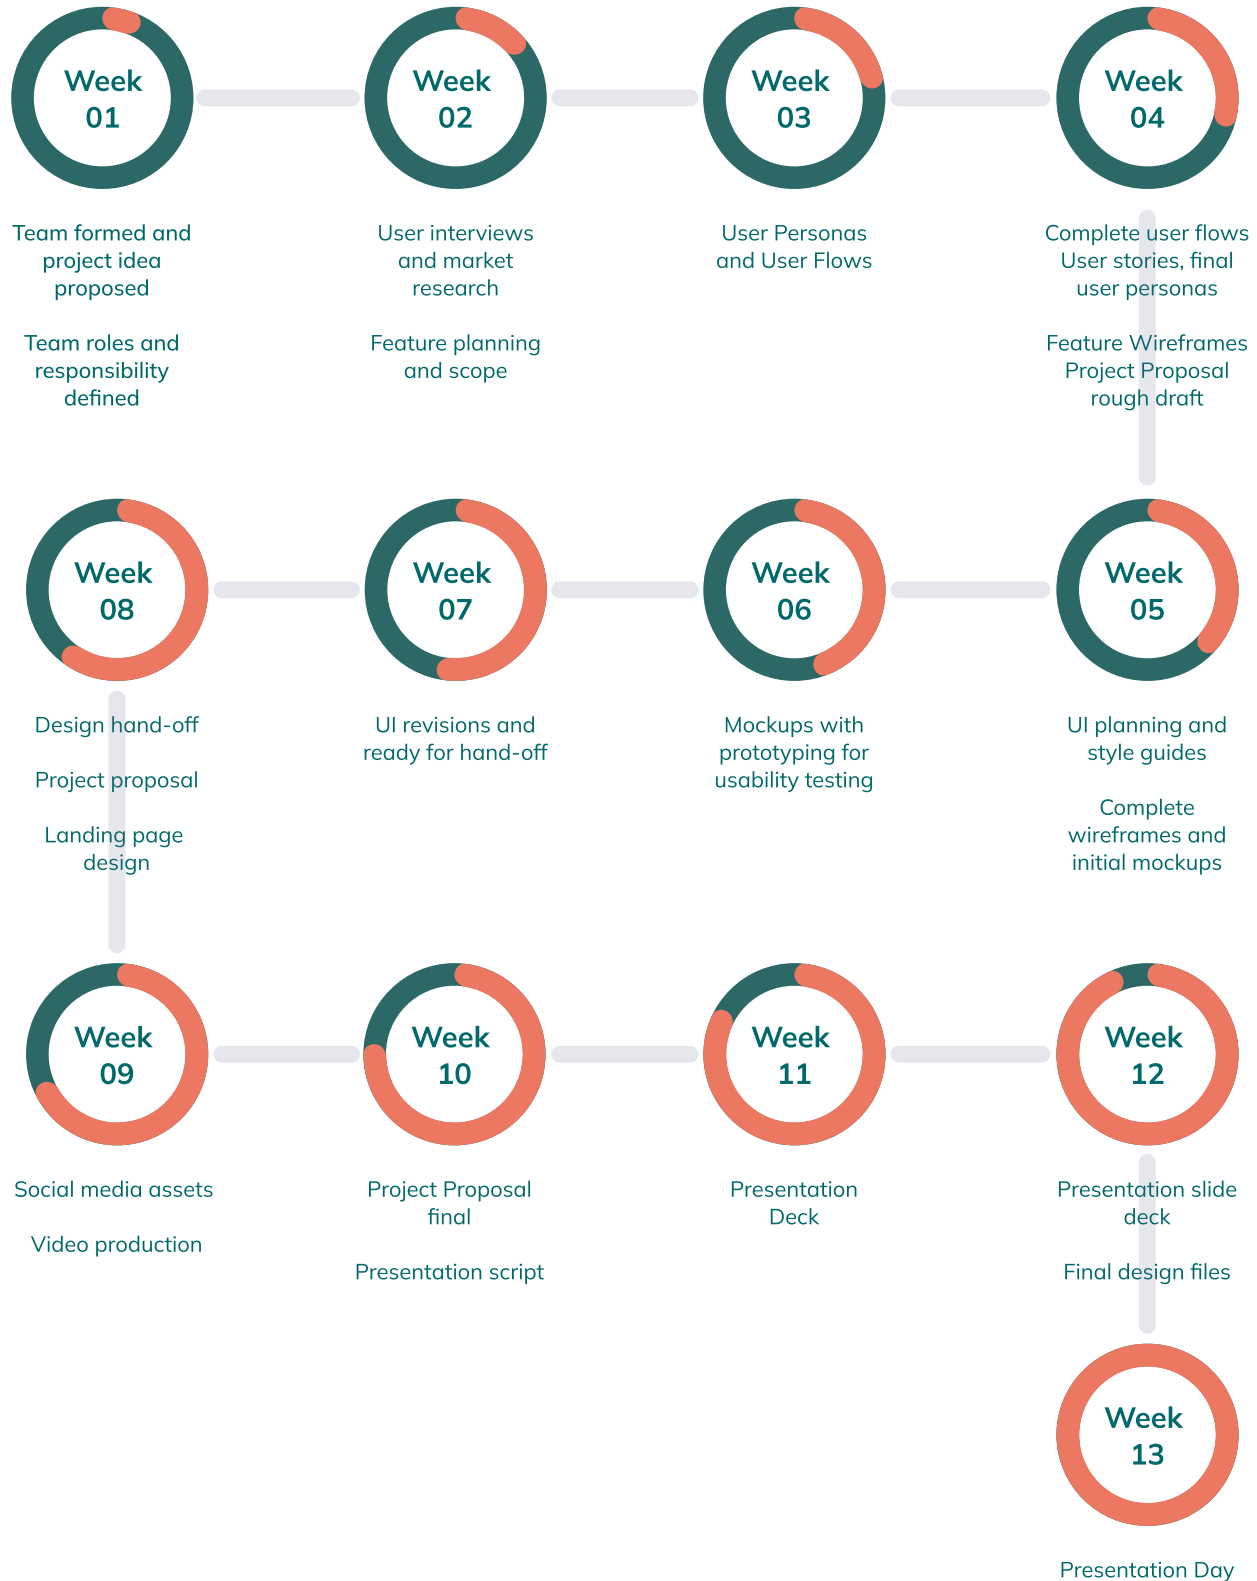 Week
01
Team formed and
project idea
proposed
Team roles and
responsibility
defined
Week
02
User interviews
and market
research
Feature planning
and scope
Week
03
User Personas
and User Flows
Week
04
Complete user flows
User stories, final
user personas
Feature Wireframes
Project Proposal
rough draft
Week
08
Design hand-off
Project proposal
Landing page
design
Week
07
UI revisions and
ready for hand-off
Week
06
Mockups with
prototyping for
usability testing
Week
05
UI planning and
style guides
Complete
wireframes and
initial mockups
Week
09
Social media assets
Video production
Week
10
Project Proposal
final
Presentation script
Week
11
Presentation
Deck
Week
12
Presentation slide
deck
Final design files
Week
13
Presentation Day